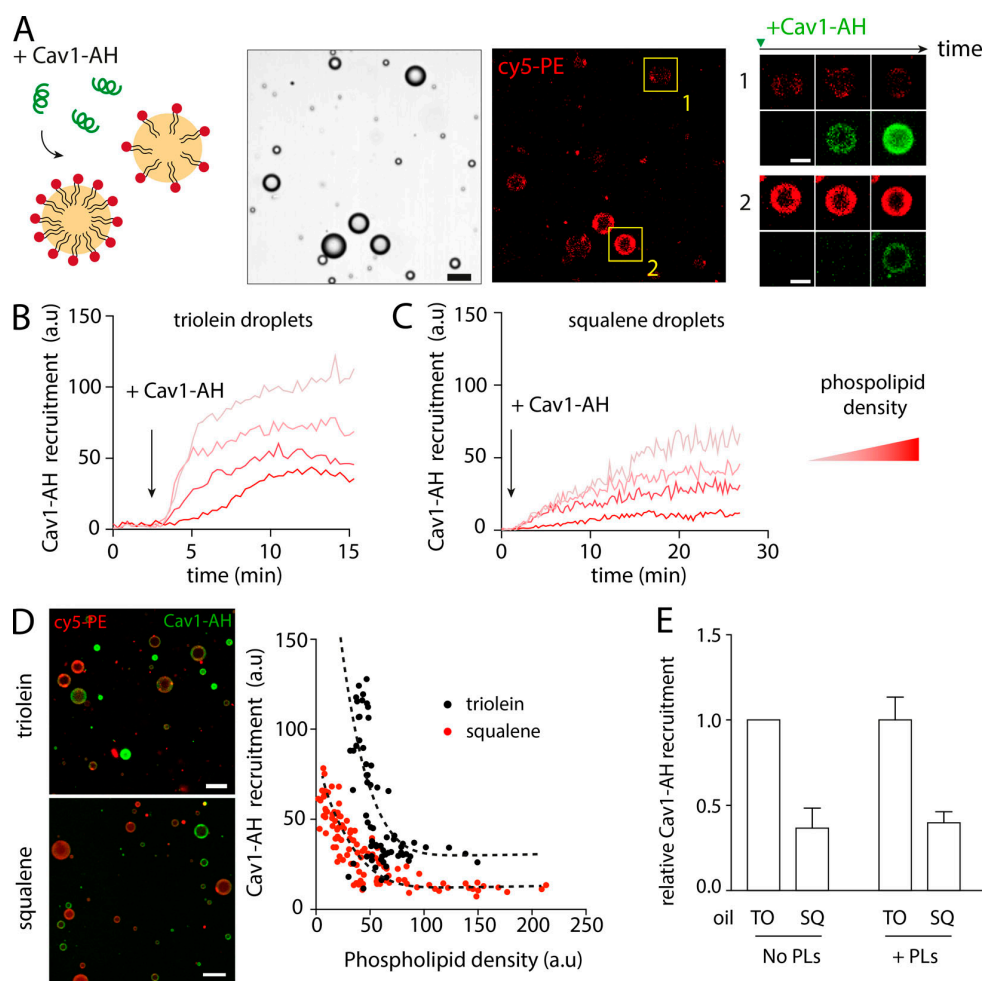 A
+ Cav1-AH
cy5-PE
1
2
+Cav1-AH
time
1
2
B
triolein droplets
Cav1-AH recruitment (a.u)
150
100
50
0
+ Cav1-AH
0 5 10 15
time (min)
C
squalene droplets
Cav1-AH recruitment (a.u)
150
100
50
0
+ Cav1-AH
0 10 20 30
time (min)
phospolipid
density
D
cy5-PE Cav1-AH
triolein
squalene
Cav1-AH recruitment (a.u)
150
100
50
0
triolein
squalene
0 50 100 150 200 250
Phospholipid density (a.u)
E
relative Cav1-AH recruitment
1.5
1.0
0.5
0.0
oil TO SQ TO SQ
No PLs + PLs